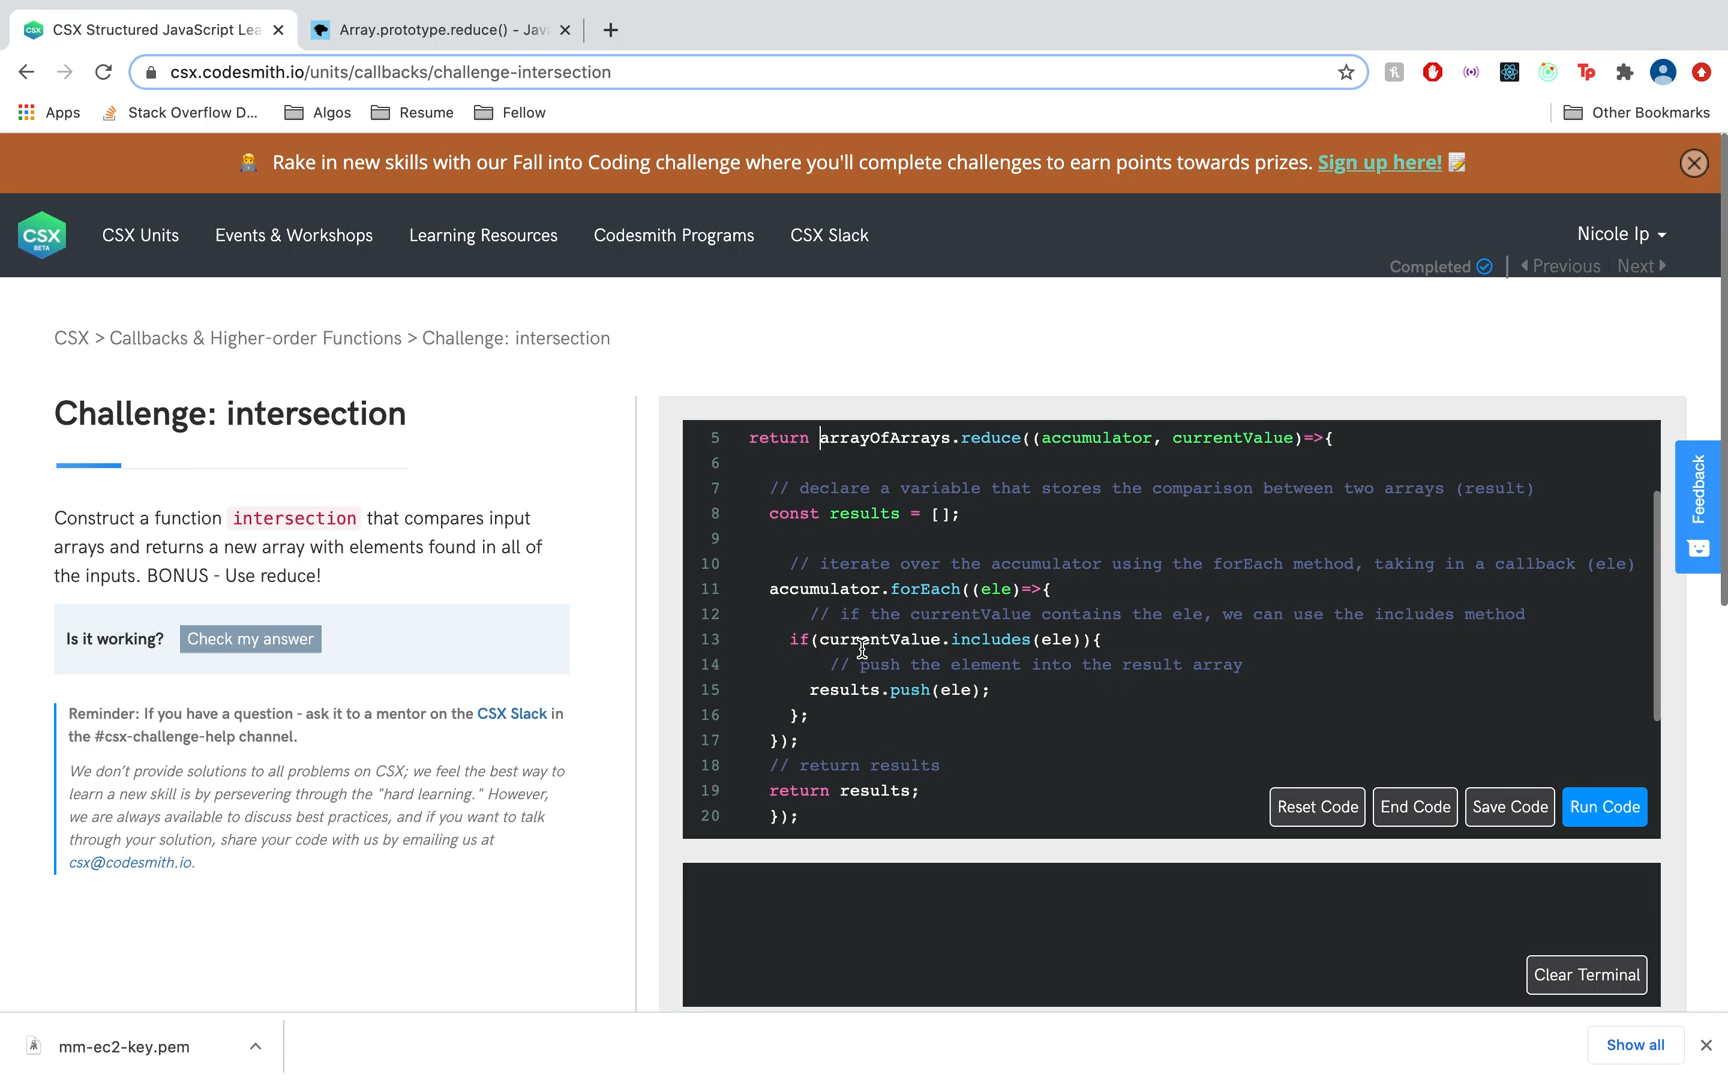 CSX Structured JavaScript Lea
Array.prototype.reduce() - Jav
csx.codesmith.io/units/callbacks/challenge-intersection
Apps
Stack Overflow D...
Algos
Resume
Fellow
Other Bookmarks
Rake in new skills with our Fall into Coding challenge where you'll complete challenges to earn points towards prizes. Sign up here!
CSX
BETA
CSX Units
Events & Workshops
Learning Resources
Codesmith Programs
CSX Slack
Nicole Ip
Completed
Previous
Next
CSX > Callbacks & Higher-order Functions > Challenge: intersection
Challenge: intersection
Construct a function intersection that compares input
arrays and returns a new array with elements found in all of
the inputs. BONUS - Use reduce!
Is it working? Check my answer
Reminder: If you have a question - ask it to a mentor on the CSX Slack in
the #csx-challenge-help channel.
We don't provide solutions to all problems on CSX; we feel the best way to
learn a new skill is by persevering through the "hard learning." However,
we are always available to discuss best practices, and if you want to talk
through your solution, share your code with us by emailing us at
csx@codesmith.io.
5 return arrayOfArrays.reduce((accumulator, currentValue)=>{
6
7 // declare a variable that stores the comparison between two arrays (result)
8 const results = [];
9
10 // iterate over the accumulator using the forEach method, taking in a callback (ele)
11 accumulator.forEach((ele)=>{
12 // if the currentValue contains the ele, we can use the includes method
13 if(currentValue.includes(ele)){
14 // push the element into the result array
15 results.push(ele);
16 };
17 });
18 // return results
19 return results;
20 });
Reset Code
End Code
Save Code
Run Code
Clear Terminal
Feedback
mm-ec2-key.pem
Show all